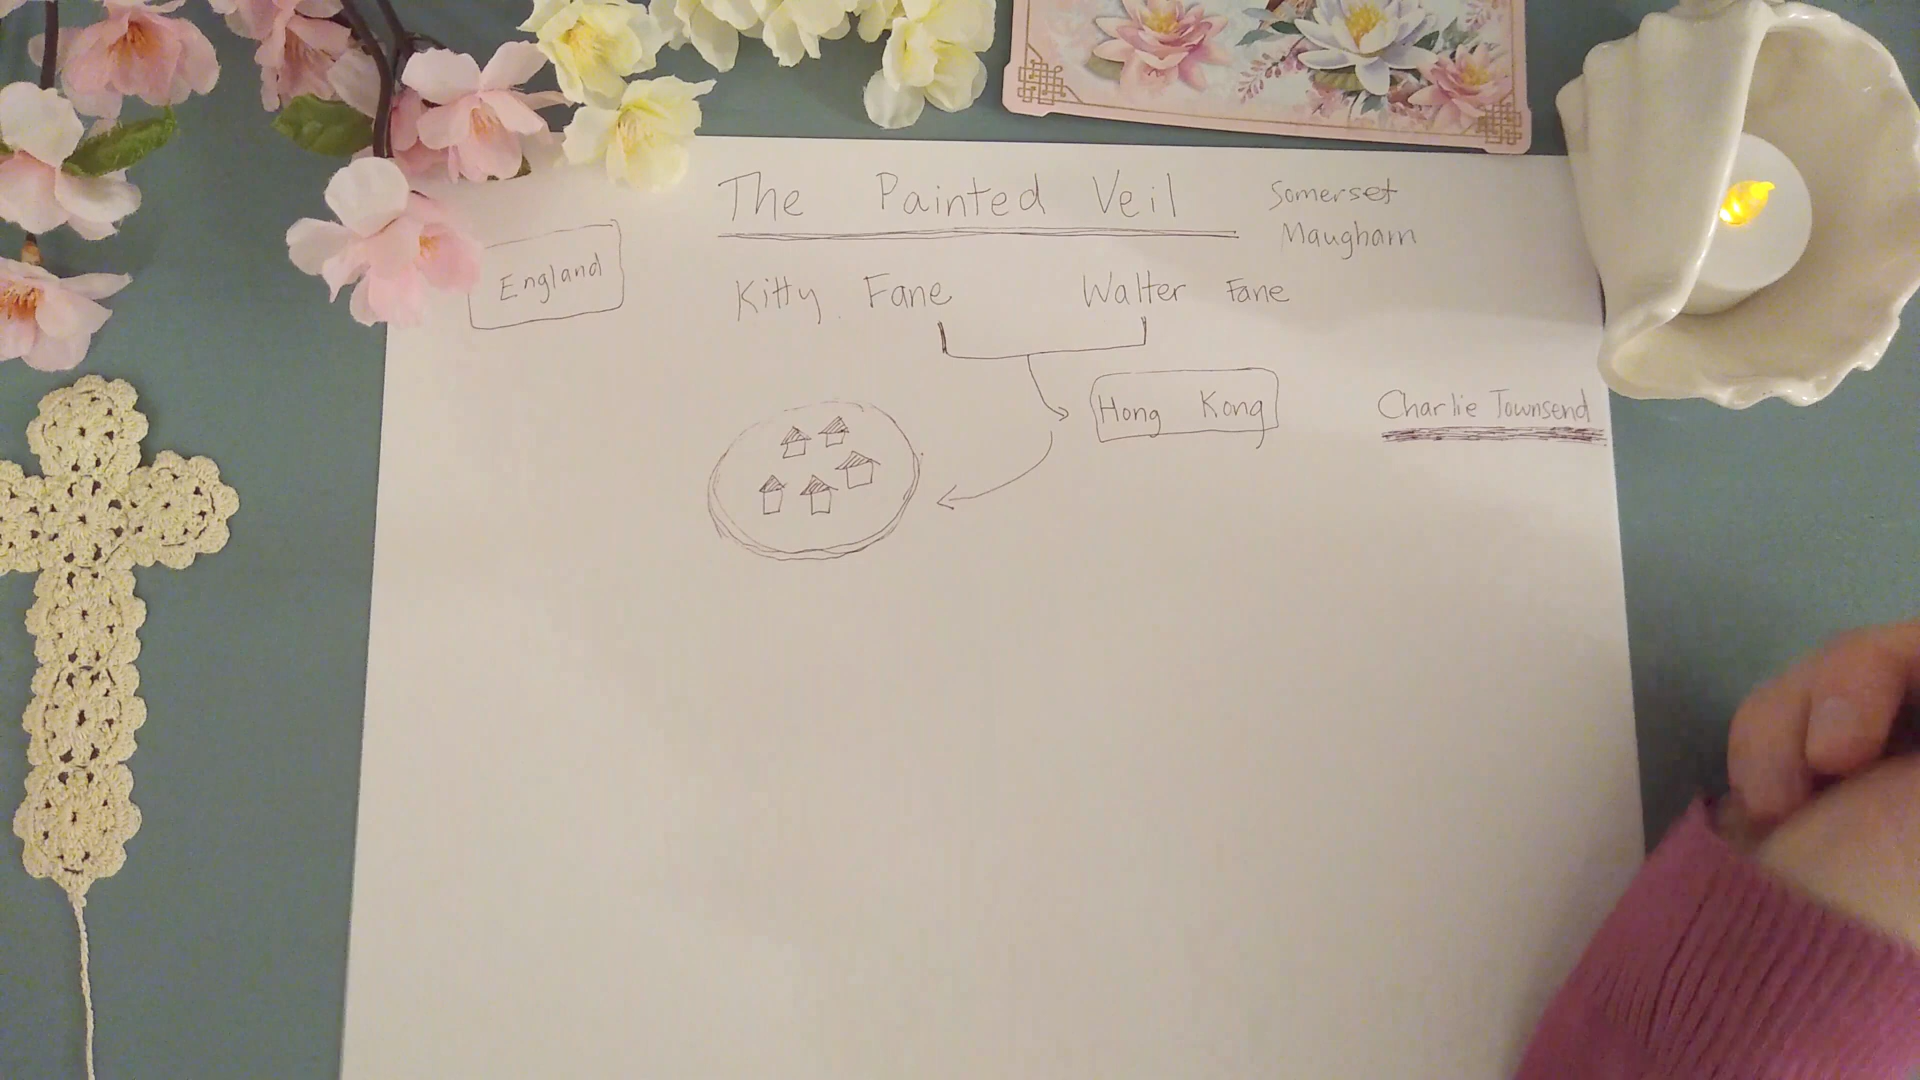 The Painted Veil
Somerset
Maugham
England
Kitty Fane
Walter Fane
Hong Kong
Charlie Townsend